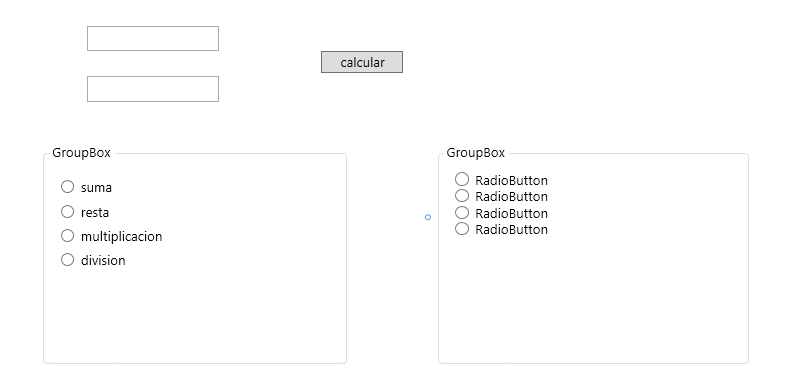 calcular
GroupBox
suma
resta
multiplicacion
division
GroupBox
RadioButton
RadioButton
RadioButton
RadioButton